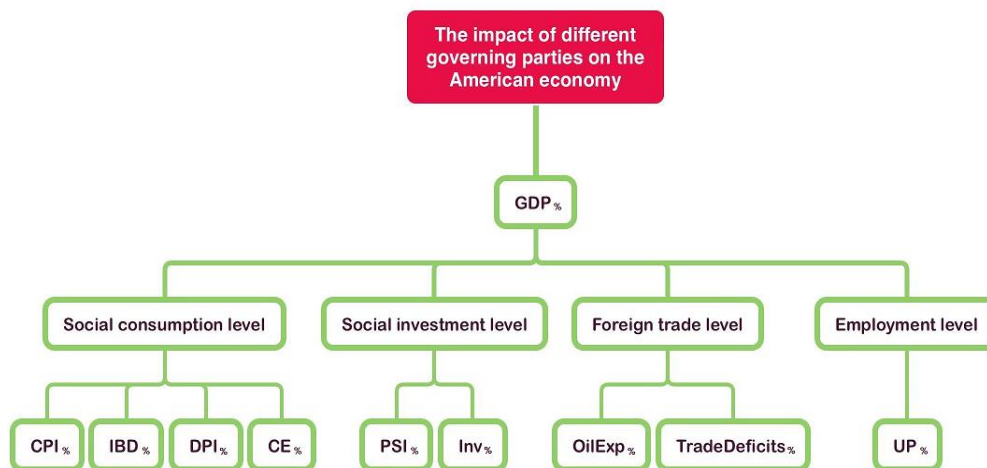 The impact of different
governing parties on the
American economy
GDP %
Social consumption level
Social investment level
Foreign trade level
Employment level
CPI %
IBD %
DPI %
CE %
PSI %
Inv %
OilExp %
TradeDeficits %
UP %